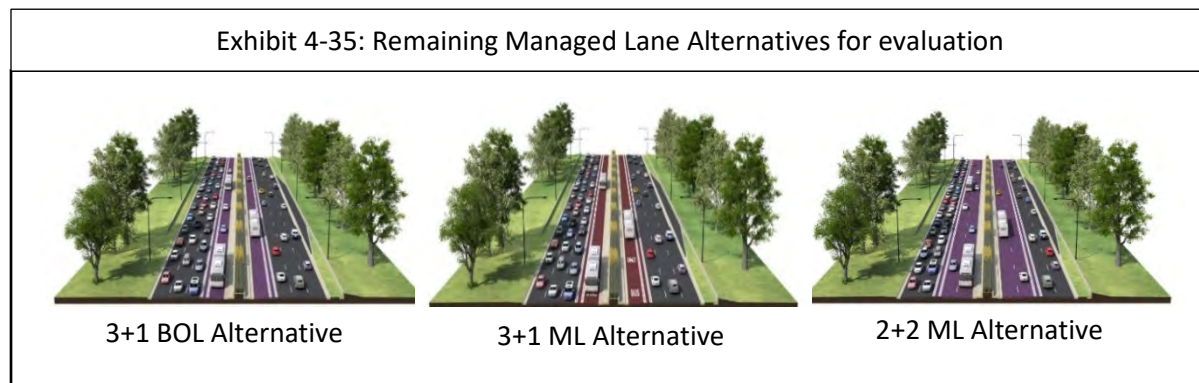 Exhibit 4-35: Remaining Managed Lane Alternatives for evaluation
3+1 BOL Alternative
3+1 ML Alternative
2+2 ML Alternative